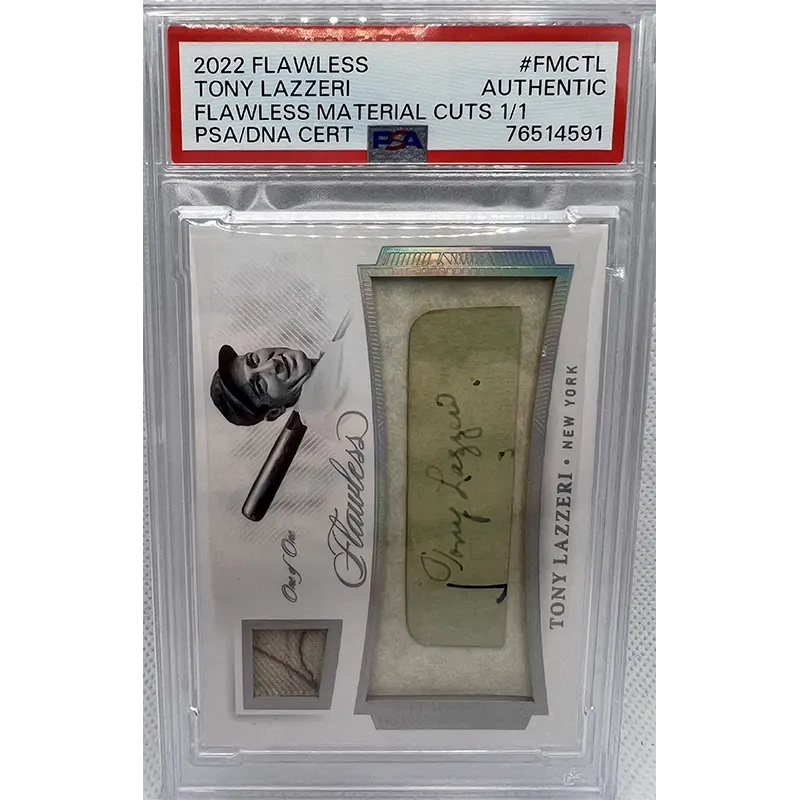 2022 FLAWLESS #FMCTL
TONY LAZZERI AUTHENTIC
FLAWLESS MATERIAL CUTS 1/1
PSA/DNA CERT PSA 76514591
One of One
Flawless
Tony Lazzeri
TONY LAZZERI • NEW YORK